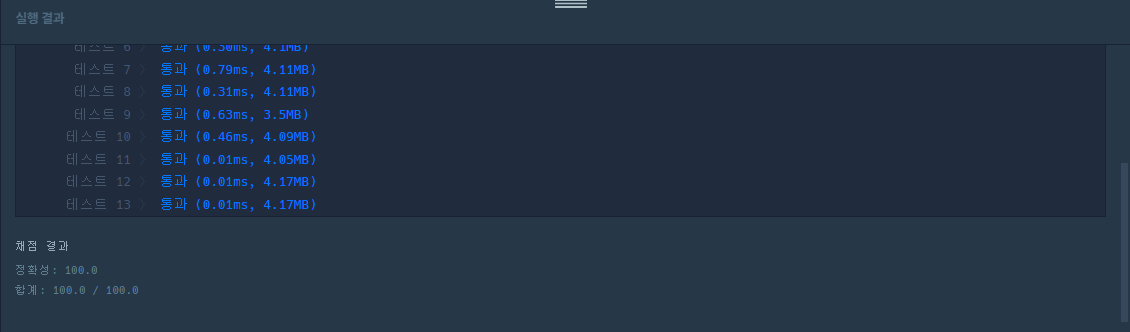 실행 결과
테스트 6 〉 통과 (0.30ms, 4.1MB)
테스트 7 〉 통과 (0.79ms, 4.11MB)
테스트 8 〉 통과 (0.31ms, 4.11MB)
테스트 9 〉 통과 (0.63ms, 3.5MB)
테스트 10 〉 통과 (0.46ms, 4.09MB)
테스트 11 〉 통과 (0.01ms, 4.05MB)
테스트 12 〉 통과 (0.01ms, 4.17MB)
테스트 13 〉 통과 (0.01ms, 4.17MB)
채점 결과
정확성: 100.0
합계: 100.0 / 100.0